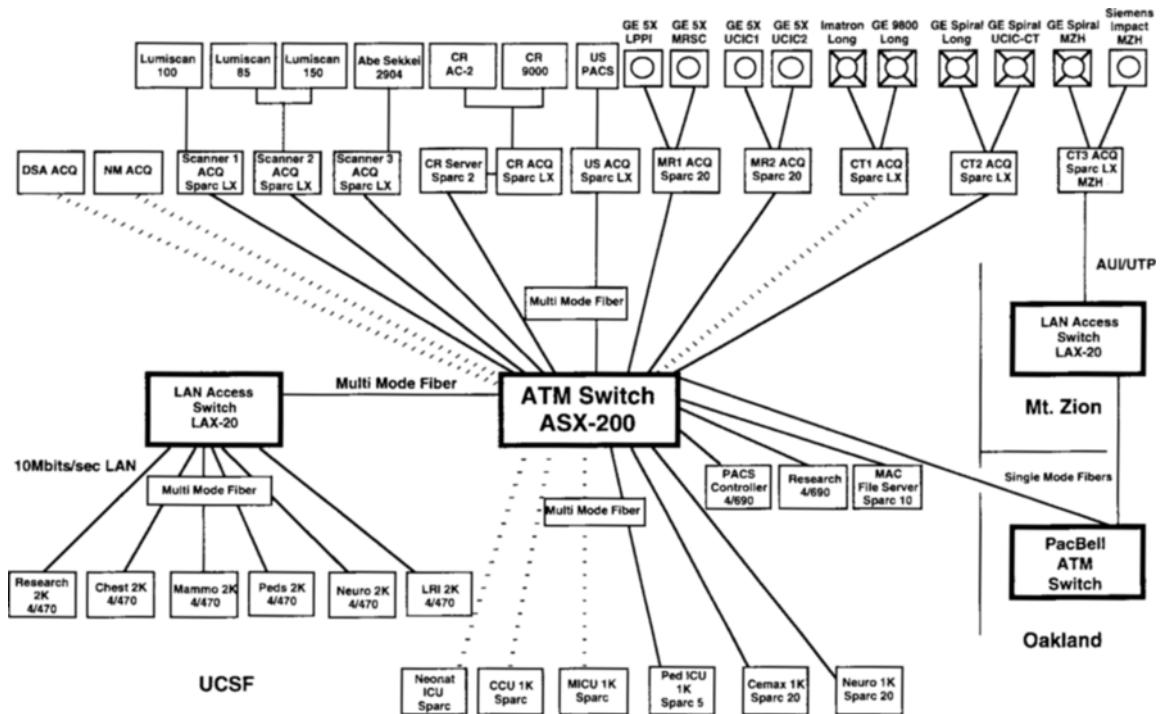 GE 5X
LPPI
GE 5X
MRSC
GE 5X
UCIC1
GE 5X
UCIC2
Imatron
Long
GE 9800
Long
GE Spiral
Long
GE Spiral
UCIC-CT
GE Spiral
MZH
Siemens
Impact
MZH
Lumiscan
100
Lumiscan
85
Lumiscan
150
Abe Sekkei
2904
CR
AC-2
CR
9000
US
PACS
DSA ACQ
NM ACQ
Scanner 1
ACQ
Sparc LX
Scanner 2
ACQ
Sparc LX
Scanner 3
ACQ
Sparc LX
CR Server
Sparc 2
CR ACQ
Sparc LX
US ACQ
Sparc LX
MR1 ACQ
Sparc 20
MR2 ACQ
Sparc 20
CT1 ACQ
Sparc LX
CT2 ACQ
Sparc LX
CT3 ACQ
Sparc LX
MZH
AUI/UTP
Multi Mode Fiber
LAN Access
Switch
LAX-20
Mt. Zion
LAN Access
Switch
LAX-20
Multi Mode Fiber
ATM Switch
ASX-200
10Mbits/sec LAN
Multi Mode Fiber
Multi Mode Fiber
PACS
Controller
4/690
Research
4/690
MAC
File Server
Sparc 10
Single Mode Fibers
PacBell
ATM
Switch
Oakland
Research
2K
4/470
Chest 2K
4/470
Mammo 2K
4/470
Peds 2K
4/470
Neuro 2K
4/470
LRI 2K
4/470
UCSF
Neonat
ICU
Sparc
CCU 1K
Sparc
MICU 1K
Sparc
Ped ICU
1K
Sparc 5
Cemax 1K
Sparc 20
Neuro 1K
Sparc 20